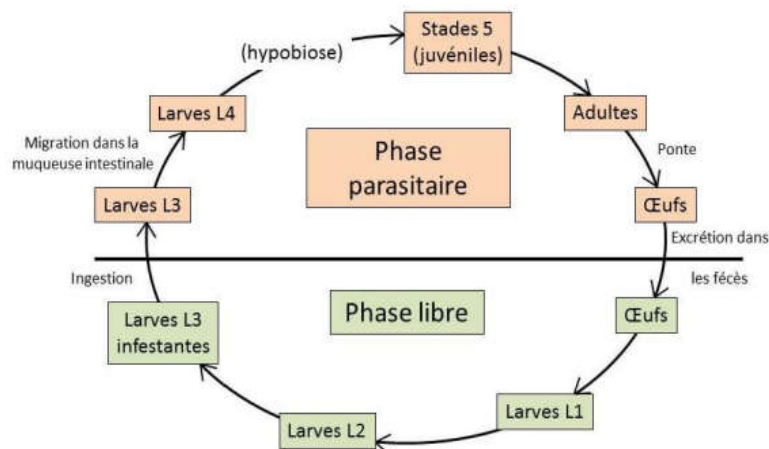 Stades 5
(juvéniles)
(hypobiose)
Larves L4
Adultes
Migration dans la
muqueuse intestinale
Phase
parasitaire
Ponte
Larves L3
Œufs
Excrétion dans
Ingestion
les fécès
Phase libre
Larves L3
infestantes
Œufs
Larves L1
Larves L2